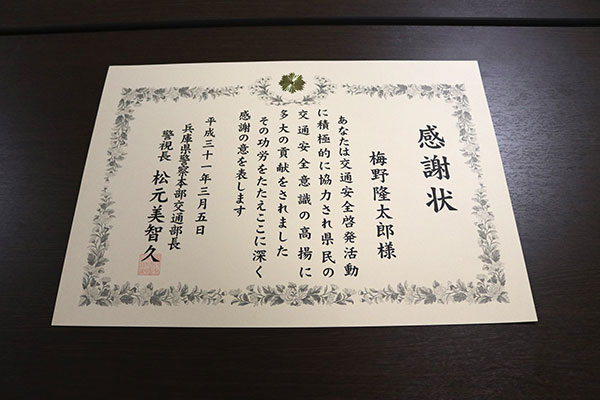 感謝状
梅野隆太郎様
あなたは交通安全啓発活動
に積極的に協力され県民の
交通安全意識の高揚に
多大の貢献をされました
その功労をたたえここに深く
感謝の意を表します
平成三十一年三月五日
兵庫県警察本部交通部長
警視長 松元美智久